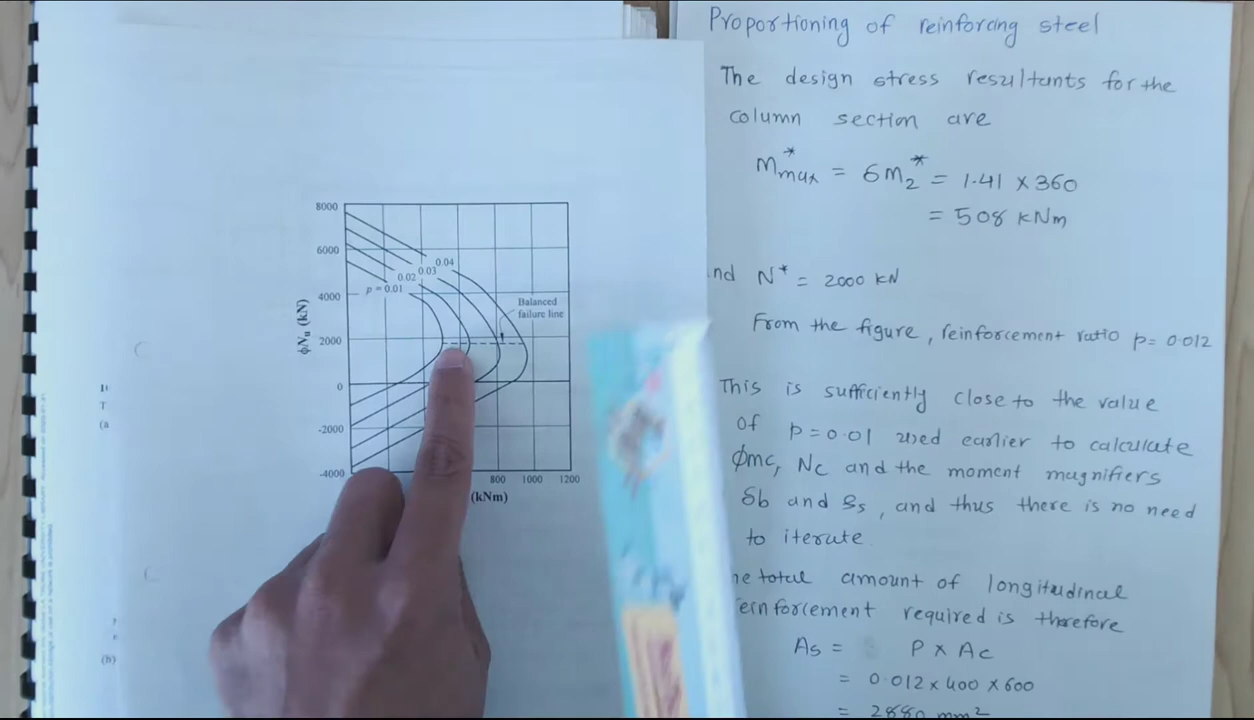 8000
6000
4000
2000
0
-2000
-4000
ϕNu (kN)
0.04
0.03
0.02
p = 0.01
Balanced
failure line
800 1000 1200
(kNm)
(a
(b)
Proportioning of reinforcing steel
The design stress resultants for the
column section are
M*max = δM2* = 1.41 × 360
= 508 kNm
nd N* = 2000 kN
From the figure, reinforcement ratio p= 0.012
This is sufficiently close to the value
of p=0.01 used earlier to calculate
ϕmc, Nc and the moment magnifiers
δb and δs, and thus there is no need
to iterate
he total amount of longitudinal
einforcement required is therefore
As = P × Ac
= 0.012 × 400 × 600
= 2880 mm²